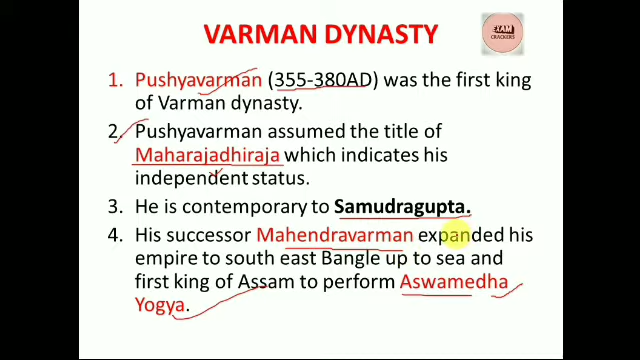 VARMAN DYNASTY
EXAM
CRACKERS
1. Pushyavarman (355-380AD) was the first king
of Varman dynasty.
2. Pushyavarman assumed the title of
Maharajadhiraja which indicates his
independent status.
3. He is contemporary to Samudragupta.
4. His successor Mahendravarman expanded his
empire to south east Bangle up to sea and
first king of Assam to perform Aswamedha
Yogya.